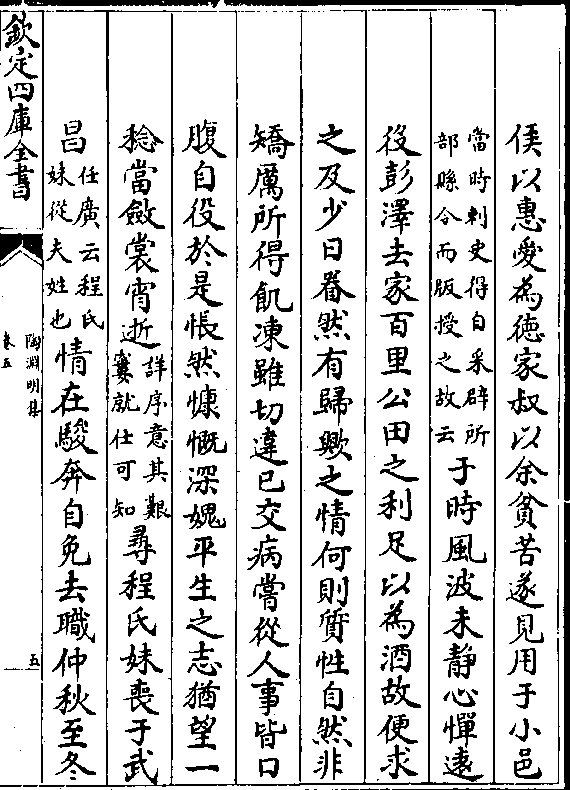 侯以惠愛為徳家叔以余貧苦遂見用于小邑
當時刺史得自采辟所
部縣令而版授之故云
于時風波未靜心憚遠
役彭澤去家百里公田之利足以為酒故便求
之及少日眷然有歸歟之情何則質性自然非
矯厲所得飢凍雖切違已交病嘗從人事皆口
腹自役於是悵然慷慨深媿平生之志猶望一
稔當斂裳宵逝
詳序意其艱
窶就仕可知
尋程氏妹喪于武
昌
任廣云程氏
妹從夫姓也
情在駿奔自免去職仲秋至冬
欽定四庫全書
陶淵明集
卷五
五